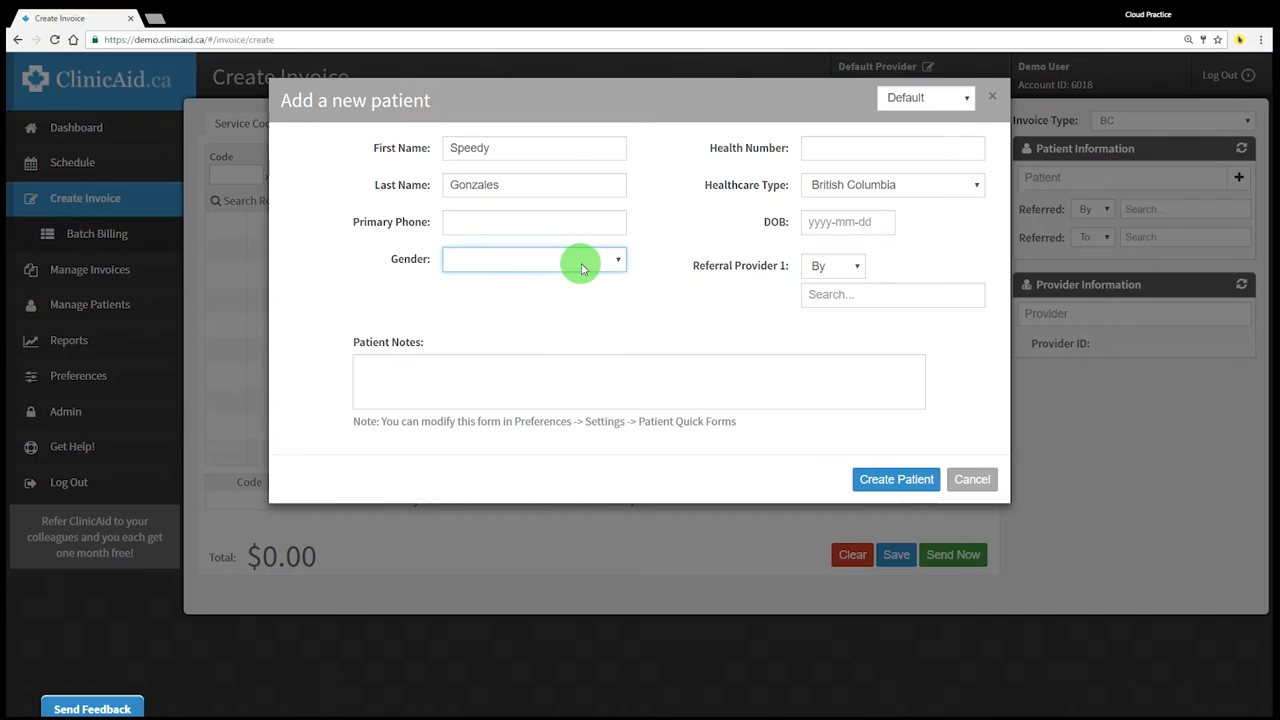 Create Invoice
Cloud Practice
https://demo.clinicaid.ca/#/invoice/create
ClinicAid.ca
Create Invoice
Default Provider
Demo User
Account ID: 6018
Log Out
Dashboard
Schedule
Create Invoice
Batch Billing
Manage Invoices
Manage Patients
Reports
Preferences
Admin
Get Help!
Log Out
Refer ClinicAid to your
colleagues and you each get
one month free!
Send Feedback
Service Co
Code
Search R
Code
Total: $0.00
Clear
Save
Send Now
Add a new patient
Default
×
First Name: Speedy
Last Name: Gonzales
Primary Phone:
Gender:
Health Number:
Healthcare Type: British Columbia
DOB: yyyy-mm-dd
Referral Provider 1: By
Search...
Patient Notes:
Note: You can modify this form in Preferences -> Settings -> Patient Quick Forms
Create Patient
Cancel
Invoice Type: BC
Patient Information
Patient
Referred: By Search...
Referred: To Search...
Provider Information
Provider
Provider ID: